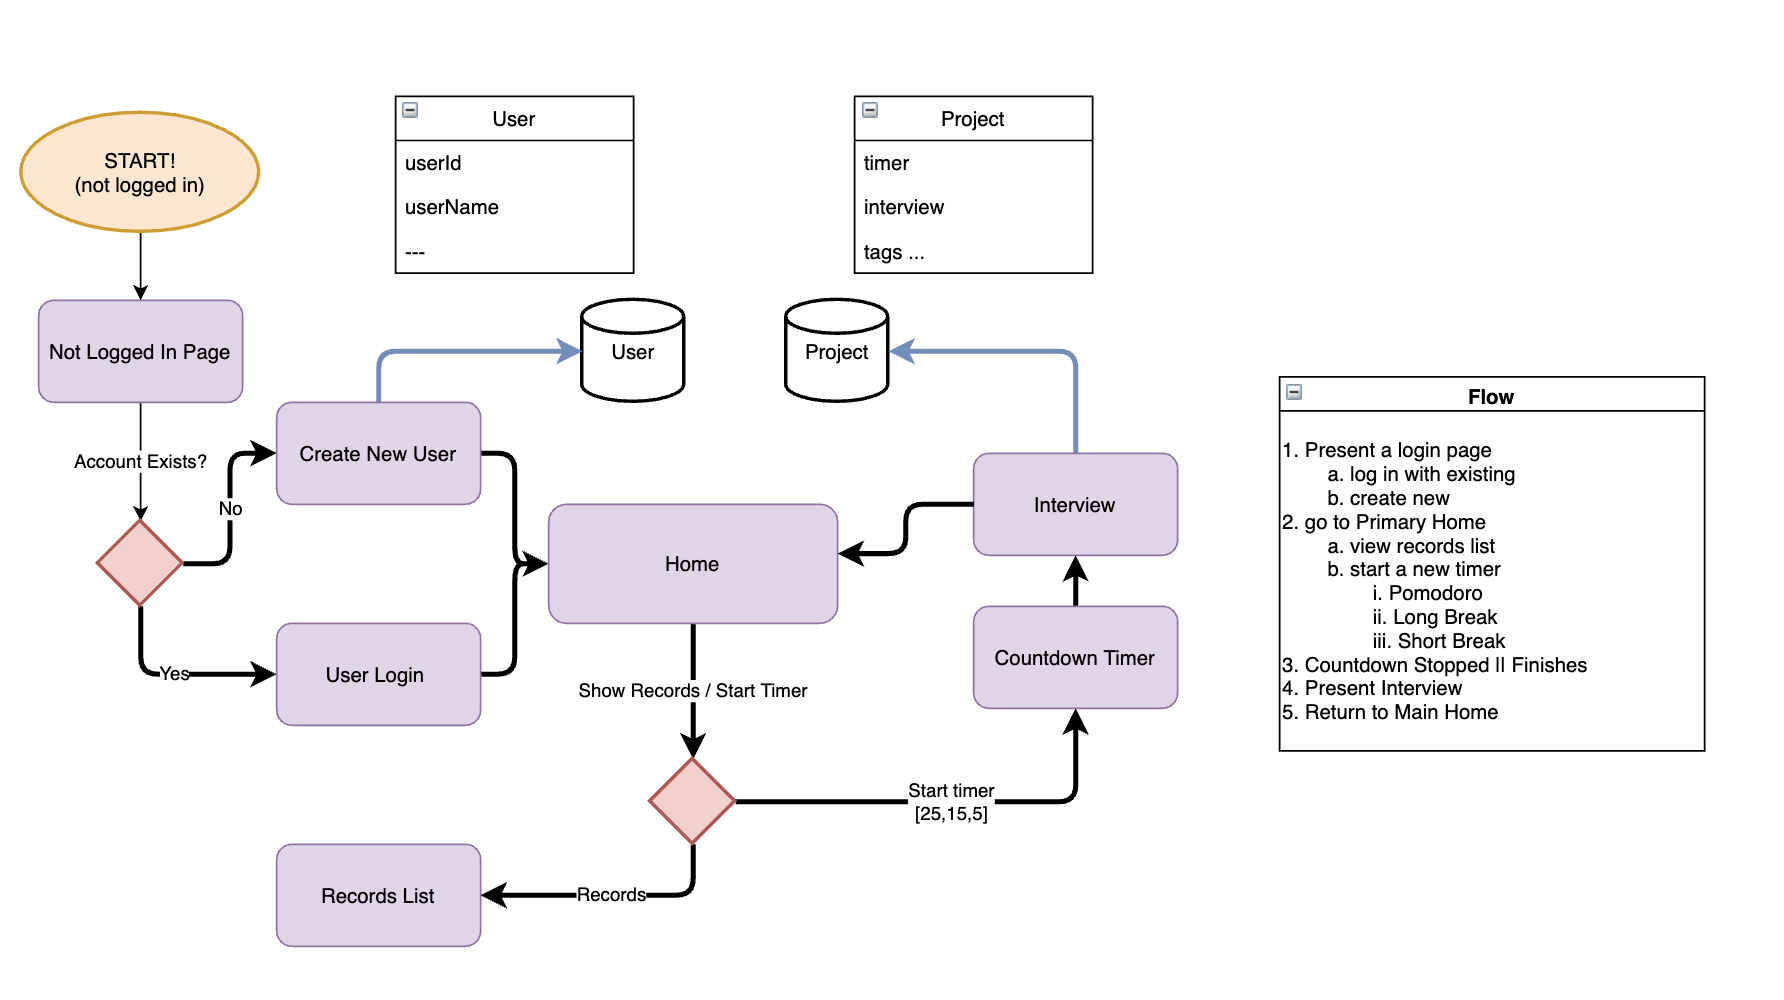 START!
(not logged in)
User
userId
userName
---
Project
timer
interview
tags ...
Not Logged In Page
User
Project
Account Exists?
No
Create New User
Yes
User Login
Home
Interview
Countdown Timer
Show Records / Start Timer
Start timer
[25,15,5]
Records
Records List
Flow
1. Present a login page
a. log in with existing
b. create new
2. go to Primary Home
a. view records list
b. start a new timer
i. Pomodoro
ii. Long Break
iii. Short Break
3. Countdown Stopped || Finishes
4. Present Interview
5. Return to Main Home